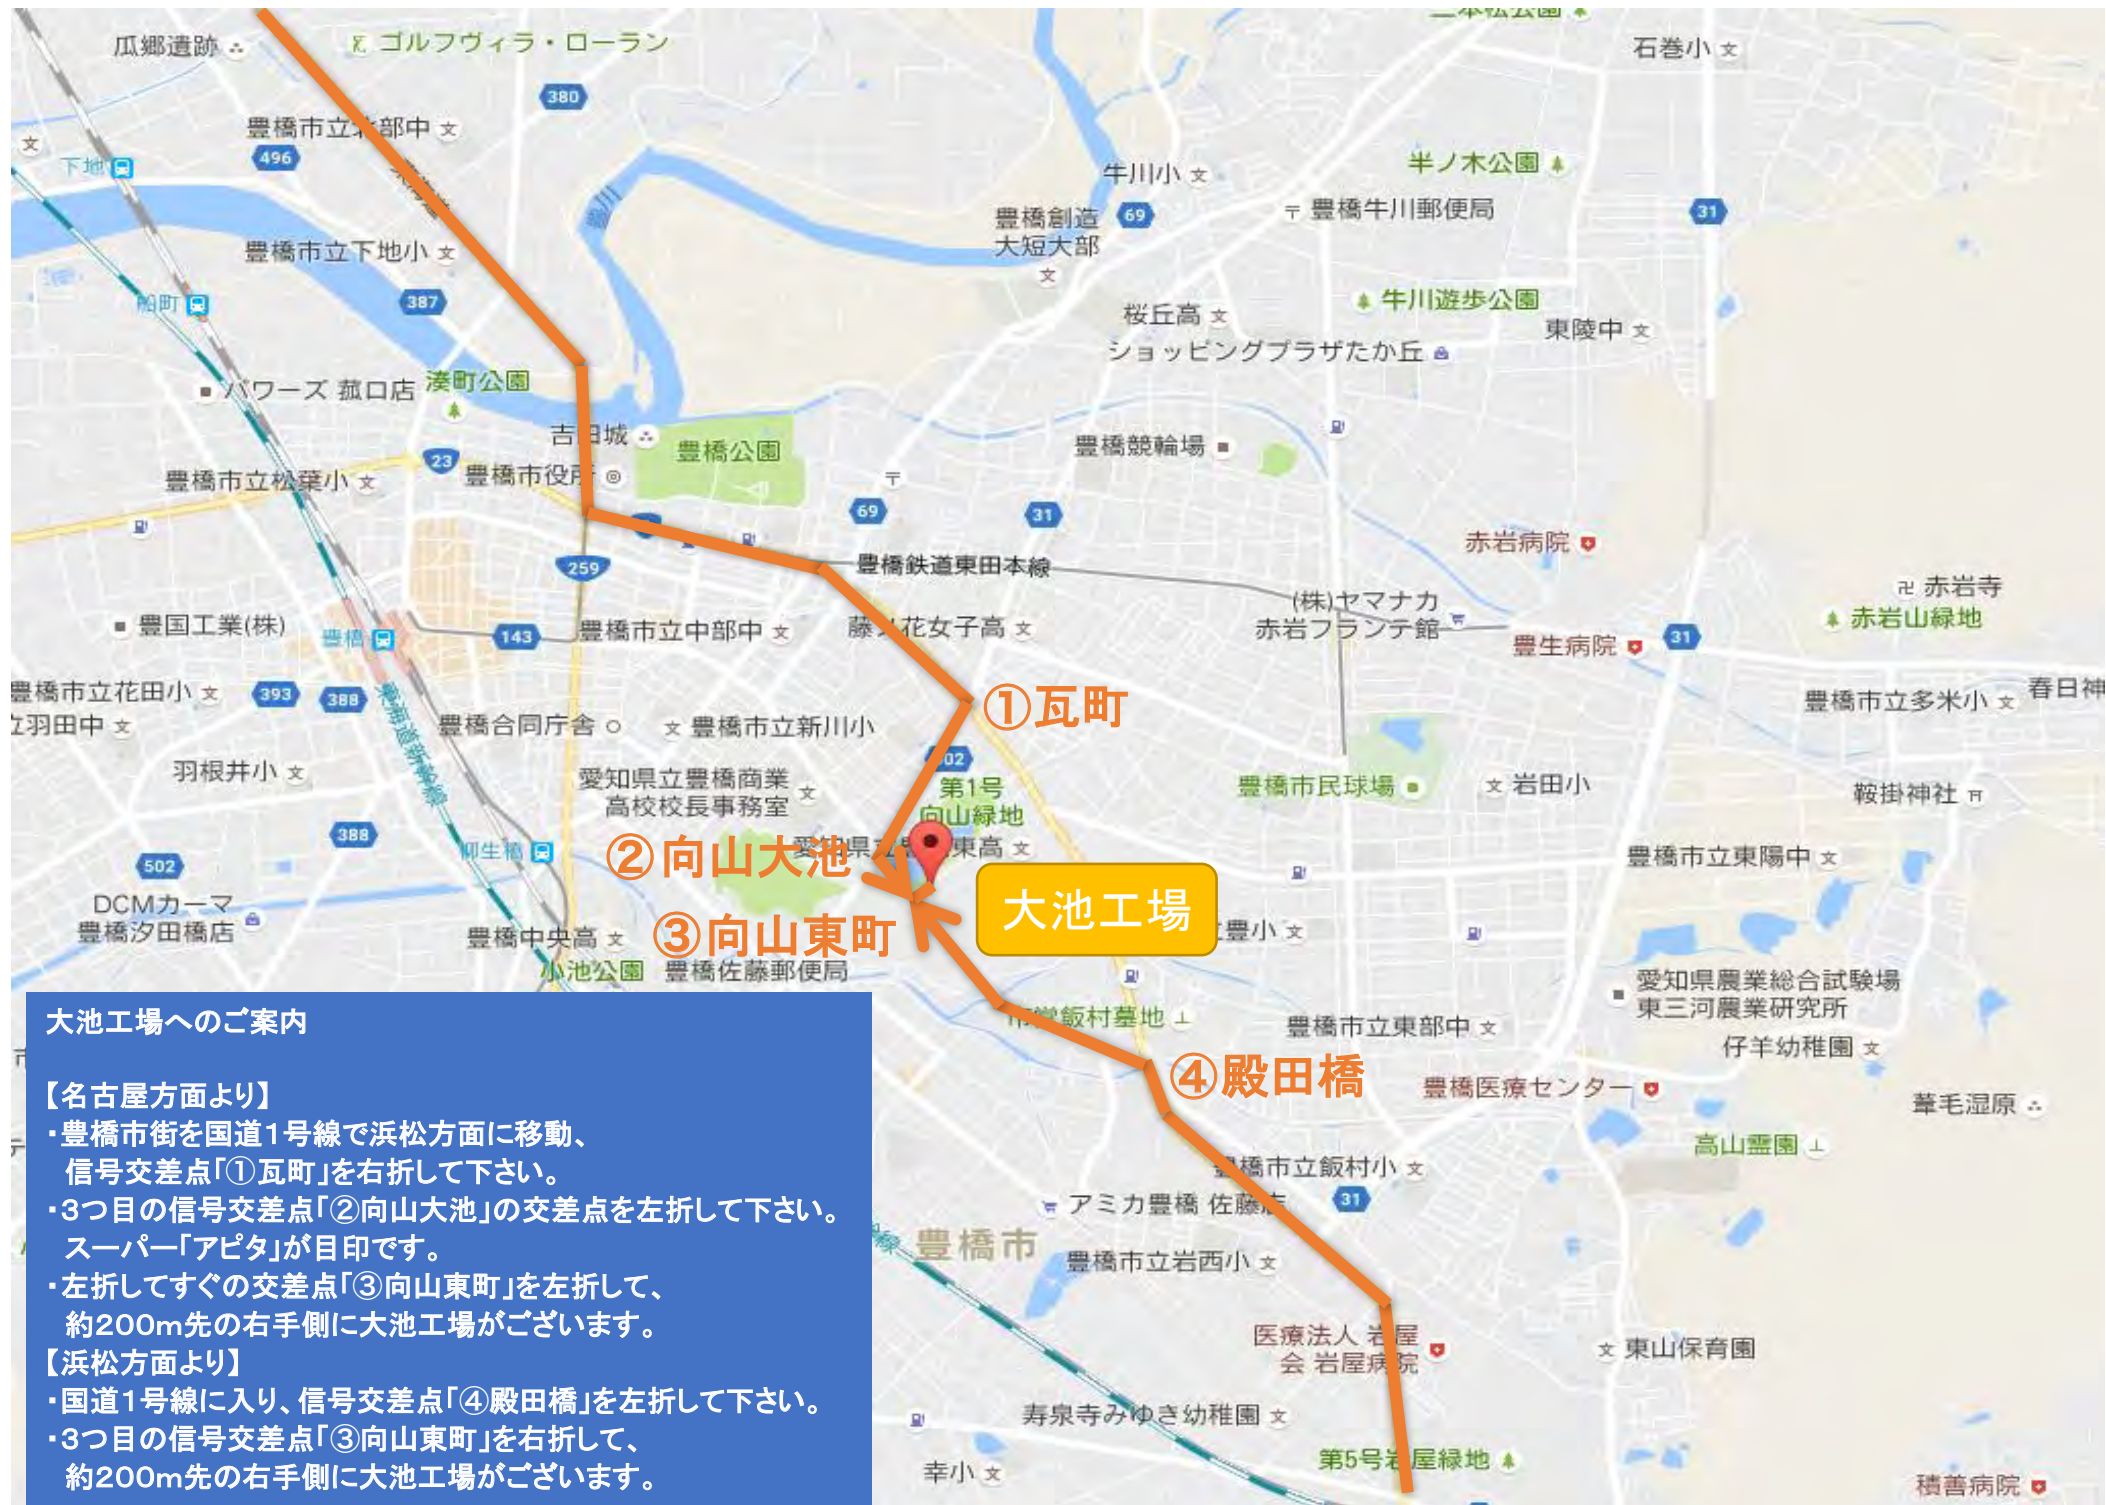 二本松公園
瓜郷遺跡
ゴルフヴィラ・ローラン
石巻小
380
豊橋市立北部中
496
下地
牛川小
半ノ木公園
豊橋創造
大短大部
69
豊橋牛川郵便局
31
豊川
豊橋市立下地小
387
船町
桜丘高
牛川遊歩公園
東陵中
ショッピングプラザたか丘
パワーズ 菰口店
湊町公園
吉田城
豊橋公園
豊橋競輪場
23
豊橋市役所
豊橋市立松葉小
69
31
赤岩病院
259
豊橋鉄道東田本線
赤岩寺
赤岩山緑地
(株)ヤマナカ
赤岩フランテ館
豊国工業(株)
豊橋
143
豊橋市立中部中
藤ノ花女子高
豊生病院
31
豊橋市立花田小
393
388
立羽田中
①瓦町
豊橋市立多米小
春日神
東海道新幹線
豊橋合同庁舎
豊橋市立新川小
羽根井小
愛知県立豊橋商業
高校校長事務室
第1号
向山緑地
豊橋市民球場
岩田小
鞍掛神社
388
柳生橋
②向山大池
東高
豊橋市立東陽中
502
大池工場
DCMカーマ
豊橋汐田橋店
豊橋中央高
③向山東町
豊小
小池公園
豊橋佐藤郵便局
愛知県農業総合試験場
東三河農業研究所
市営飯村墓地
豊橋市立東部中
仔羊幼稚園
④殿田橋
豊橋医療センター
葦毛湿原
高山霊園
豊橋市立飯村小
31
アミカ豊橋 佐藤店
豊橋市
豊橋市立岩西小
医療法人 岩屋
会 岩屋病院
東山保育園
寿泉寺みゆき幼稚園
第5号岩屋緑地
幸小
積善病院
大池工場へのご案内
【名古屋方面より】
・豊橋市街を国道1号線で浜松方面に移動、
信号交差点「①瓦町」を右折して下さい。
・3つ目の信号交差点「②向山大池」の交差点を左折して下さい。
スーパー「アピタ」が目印です。
・左折してすぐの交差点「③向山東町」を左折して、
約200m先の右手側に大池工場がございます。
【浜松方面より】
・国道1号線に入り、信号交差点「④殿田橋」を左折して下さい。
・3つ目の信号交差点「③向山東町」を右折して、
約200m先の右手側に大池工場がございます。